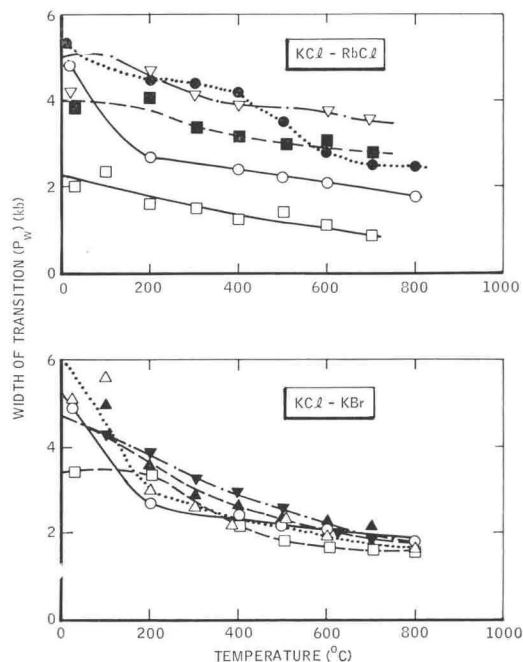 6
KCℓ - RbCℓ
4
2
0
0 200 400 600 800 1000
WIDTH OF TRANSITION (PW) (kb)
6
KCℓ - KBr
4
2
0
0 200 400 600 800 1000
TEMPERATURE (°C)